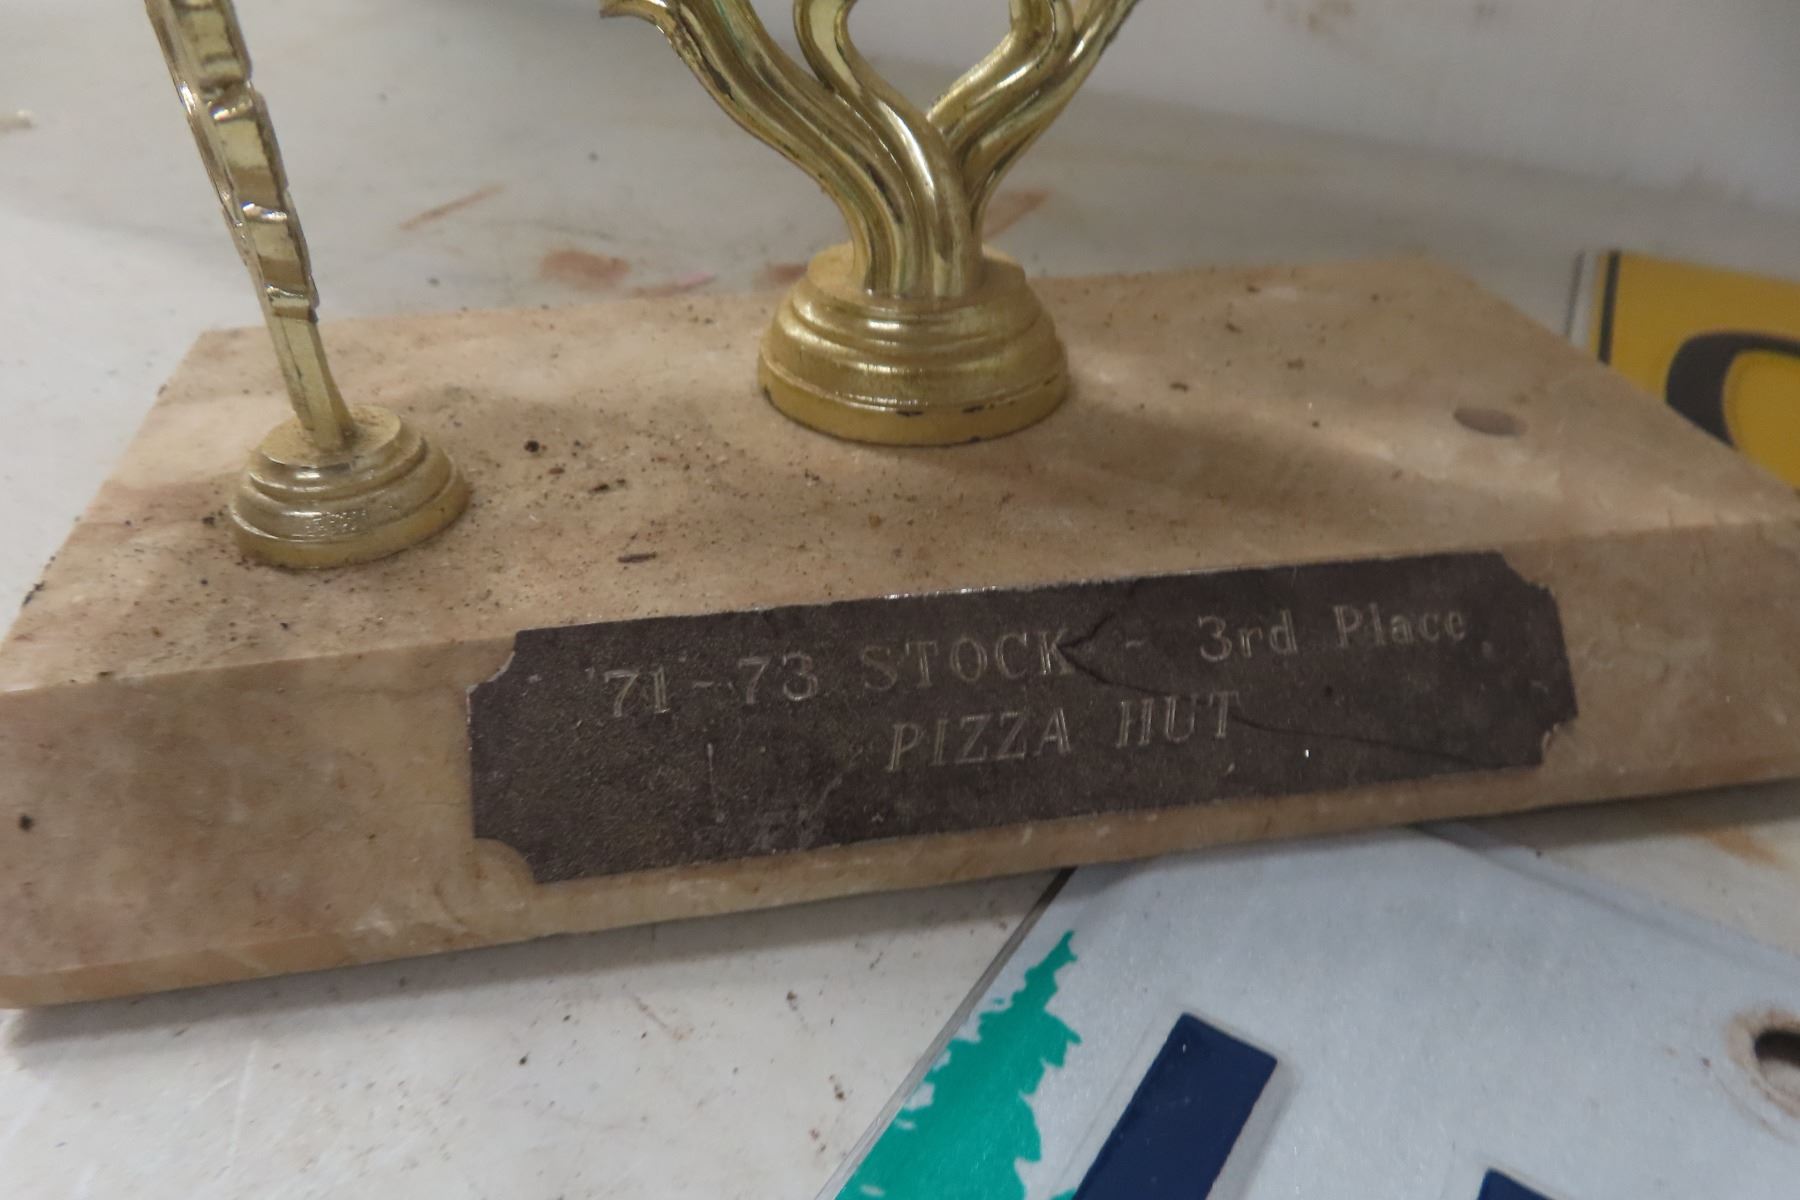 '71-73 STOCK - 3rd Place
PIZZA HUT